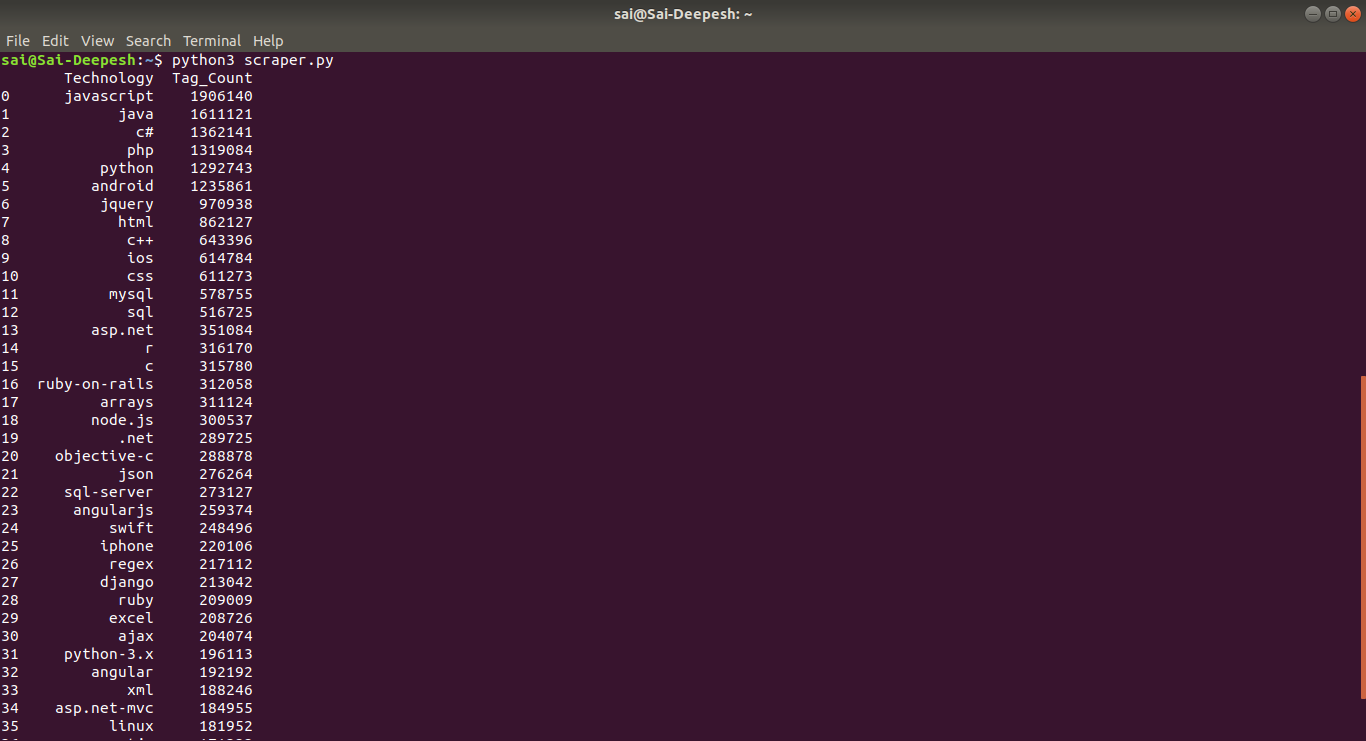 sai@Sai-Deepesh: ~
File Edit View Search Terminal Help
sai@Sai-Deepesh:~$ python3 scraper.py
Technology Tag_Count
0 javascript 1906140
1 java 1611121
2 c# 1362141
3 php 1319084
4 python 1292743
5 android 1235861
6 jquery 970938
7 html 862127
8 c++ 643396
9 ios 614784
10 css 611273
11 mysql 578755
12 sql 516725
13 asp.net 351084
14 r 316170
15 c 315780
16 ruby-on-rails 312058
17 arrays 311124
18 node.js 300537
19 .net 289725
20 objective-c 288878
21 json 276264
22 sql-server 273127
23 angularjs 259374
24 swift 248496
25 iphone 220106
26 regex 217112
27 django 213042
28 ruby 209009
29 excel 208726
30 ajax 204074
31 python-3.x 196113
32 angular 192192
33 xml 188246
34 asp.net-mvc 184955
35 linux 181952